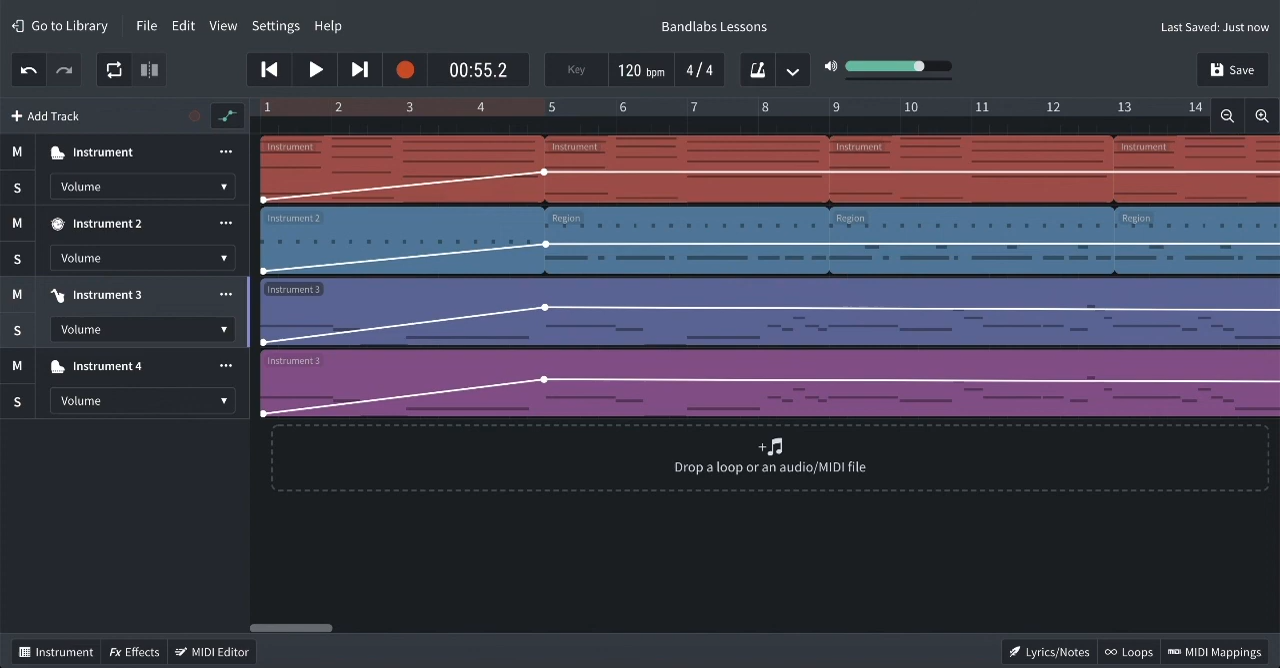 Go to Library File Edit View Settings Help Bandlabs Lessons Last Saved: Just now
00:55.2 Key 120 bpm 4 / 4 Save
+ Add Track 1 2 3 4 5 6 7 8 9 10 11 12 13 14
M Instrument ... Instrument Instrument Instrument Instrument
S Volume
M Instrument 2 ... Instrument 2 Region Region Region
S Volume
M Instrument 3 ... Instrument 3
S Volume
M Instrument 4 ... Instrument 3
S Volume
Drop a loop or an audio/MIDI file
Instrument Fx Effects MIDI Editor Lyrics/Notes Loops MIDI Mappings